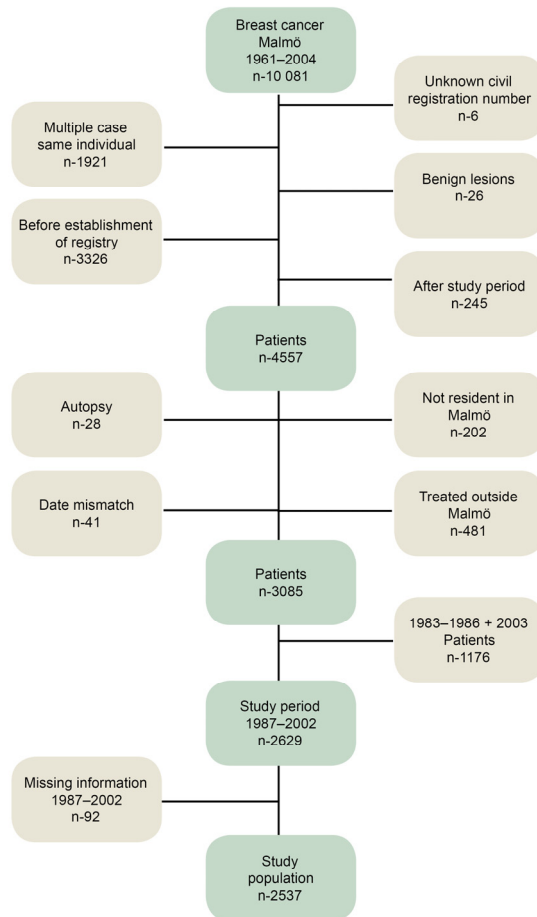 Breast cancer
Malmö
1961–2004
n-10 081
Unknown civil
registration number
n-6
Multiple case
same individual
n-1921
Benign lesions
n-26
Before establishment
of registry
n-3326
After study period
n-245
Patients
n-4557
Autopsy
n-28
Not resident in
Malmö
n-202
Date mismatch
n-41
Treated outside
Malmö
n-481
Patients
n-3085
1983–1986 + 2003
Patients
n-1176
Study period
1987–2002
n-2629
Missing information
1987–2002
n-92
Study
population
n-2537